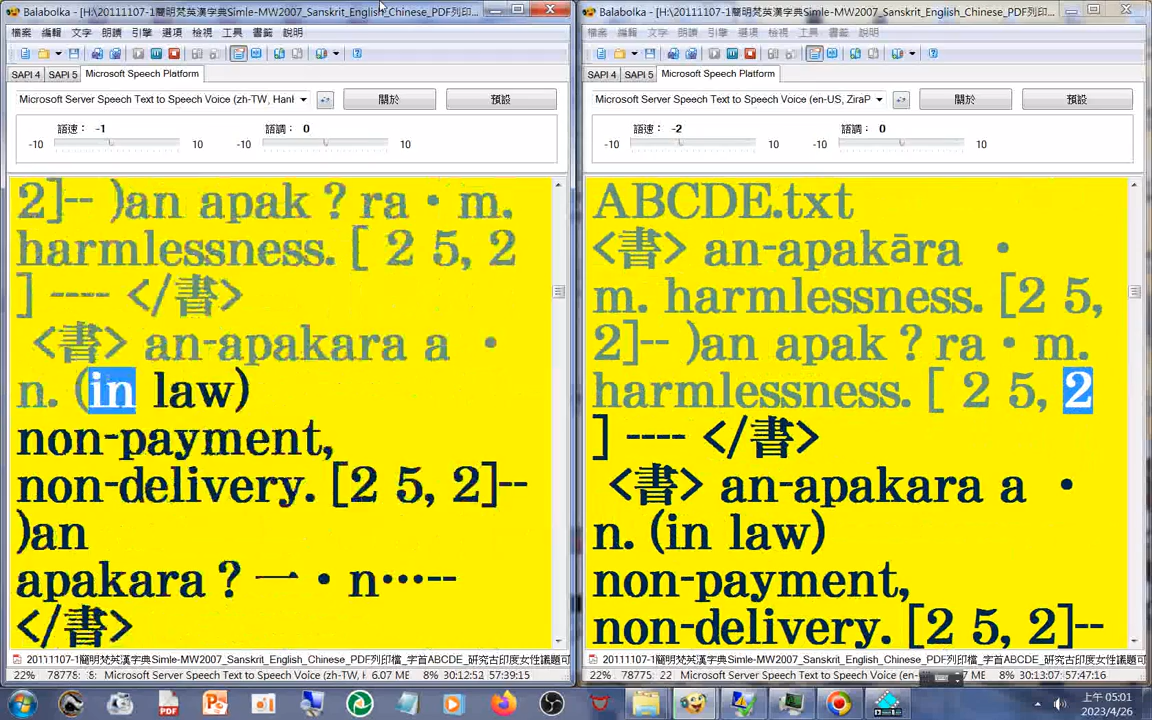 Balabolka - [H:\20111107-1簡明梵英漢字典Simle-MW2007_Sanskrit_English_Chinese_PDF列印...
檔案 編輯 文字 朗讀 引擎 選項 檢視 工具 書籤 說明
SAPI 4 SAPI 5 Microsoft Speech Platform
Microsoft Server Speech Text to Speech Voice (zh-TW, Hanl
關於 預設
語速： -1 語調： 0
-10 10 -10 10
2]-- )an apak？ra・m.
harmlessness. [ 2 5, 2
] ---- </書>
<書> an-apakara a ・
n. (in law)
non-payment,
non-delivery. [2 5, 2]--
)an
apakara？一・n…--
</書>
20111107-1簡明梵英漢字典Simle-MW2007_Sanskrit_English_Chinese_PDF列印檔_字首ABCDE_研究古印度女性議題可
22% 78778: :8: Microsoft Server Speech Text to Speech Voice (zh-TW, H 6.07 ME 8% 30:12:52 57:39:15
Balabolka - [H:\20111107-1簡明梵英漢字典Simle-MW2007_Sanskrit_English_Chinese_PDF列印...
檔案 編輯 文字 朗讀 引擎 選項 檢視 工具 書籤 說明
SAPI 4 SAPI 5 Microsoft Speech Platform
Microsoft Server Speech Text to Speech Voice (en-US, ZiraP
關於 預設
語速： -2 語調： 0
-10 10 -10 10
ABCDE.txt
<書> an-apakāra ・
m. harmlessness. [2 5,
2]-- )an apak？ra・m.
harmlessness. [ 2 5, 2
] ---- </書>
<書> an-apakara a ・
n. (in law)
non-payment,
non-delivery. [2 5, 2]--
20111107-1簡明梵英漢字典Simle-MW2007_Sanskrit_English_Chinese_PDF列印檔_字首ABCDE_研究古印度女性議題可
22% 78775: Microsoft Server Speech Text to Speech Voice (en-US, 8% 30:13:07 57:47:16
上午 05:01
2023/4/26